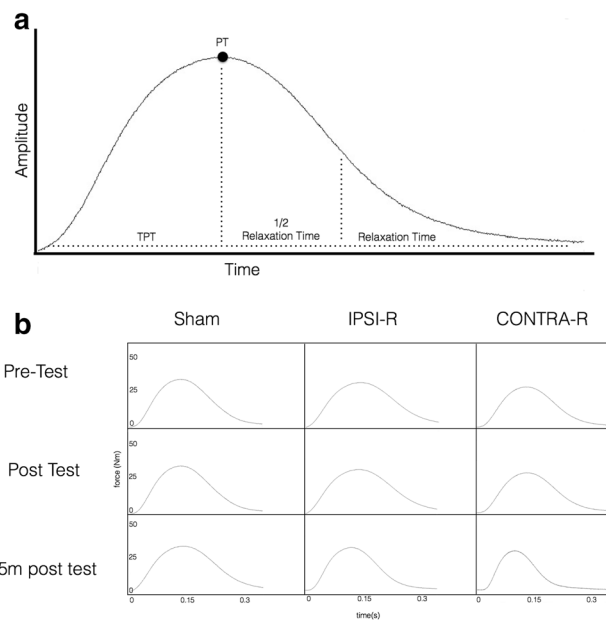 a
PT
Amplitude
TPT
1/2
Relaxation Time
Relaxation Time
Time
b
Sham IPSI-R CONTRA-R
Pre-Test
50
25
0
Post Test
50
25
0
force (Nm)
5m post test
50
25
0
0 0.15 0.3 0 0.15 0.3 0 0.15 0.3
time(s)